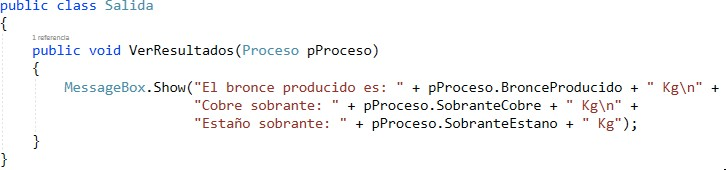 public class Salida
{
1 referencia
public void VerResultados(Proceso pProceso)
{
MessageBox.Show("El bronce producido es: " + pProceso.BronceProducido + " Kg\n" +
"Cobre sobrante: " + pProceso.SobranteCobre + " Kg\n" +
"Estaño sobrante: " + pProceso.SobranteEstano + " Kg");
}
}